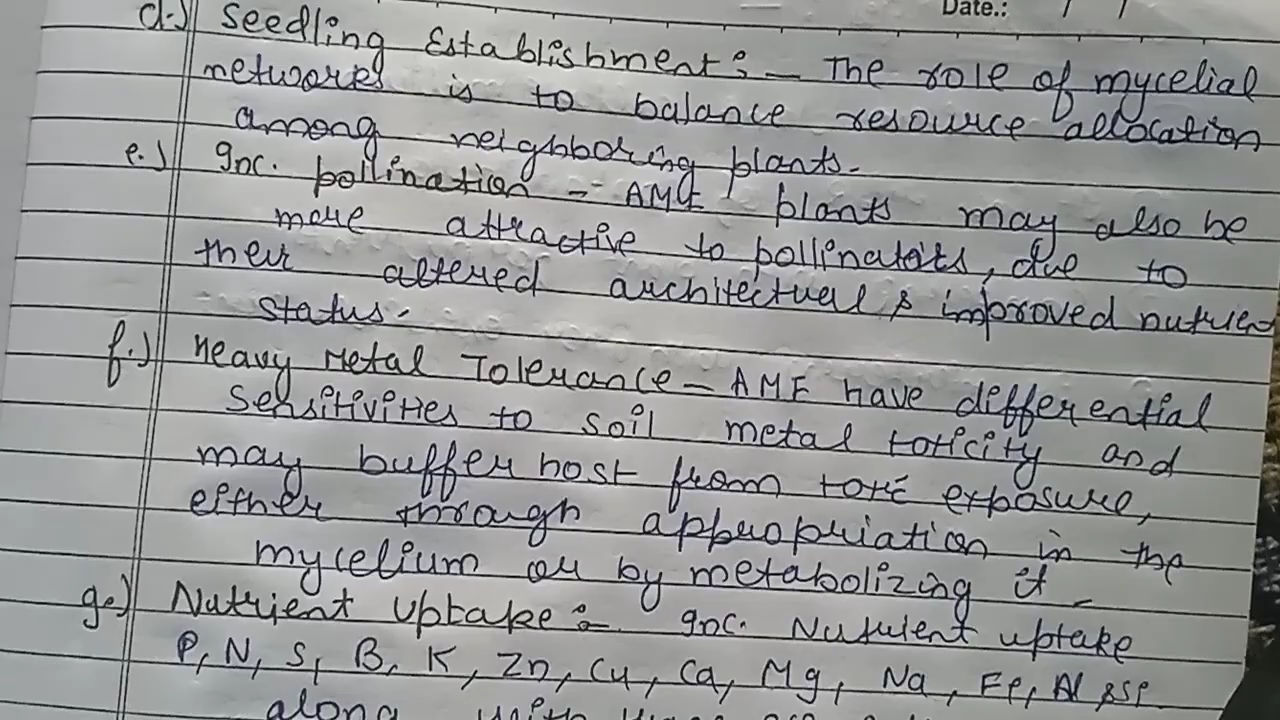 Date.: / /
d.) Seedling Establishment :- The role of mycelial
networks is to balance resource allocation
among neighboring plants.
e.) Inc. pollination - AMF plants may also be
more attractive to pollinators, due to
their altered architectural & improved
status.
f.) Heavy Metal Tolerance - AMF have differential
sensitivities to soil metal toxicity and
may buffer host from toxic exposure,
either through appropriation in the
mycelium or by metabolizing it.
g.) Nutrient Uptake :- Inc. Nutrient uptake
P, N, S, B, K, Zn, Cu, Ca, Mg, Na, Fe, Al &
along with